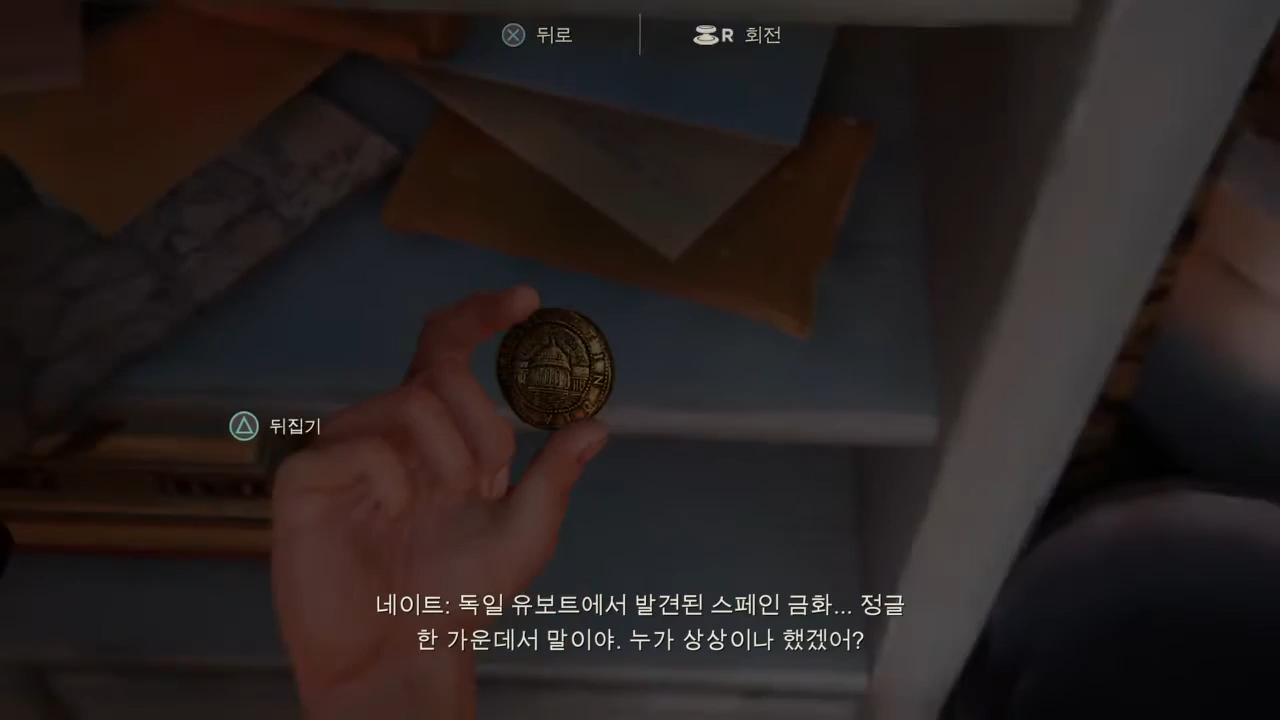 뒤로
R 회전
뒤집기
네이트: 독일 유보트에서 발견된 스페인 금화... 정글
한 가운데서 말이야. 누가 상상이나 했겠어?